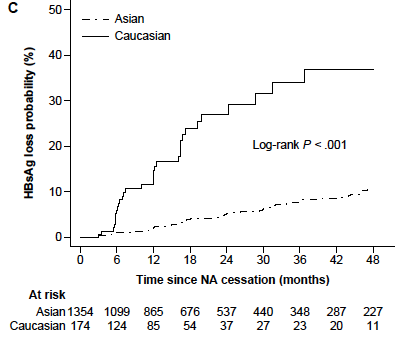 C
Asian
Caucasian
HBsAg loss probability (%)
50
40
30
20
10
0
Log-rank P < .001
0 6 12 18 24 30 36 42 48
Time since NA cessation (months)
At risk
Asian 1354 1099 865 676 537 440 348 287 227
Caucasian 174 124 85 54 37 27 23 20 11